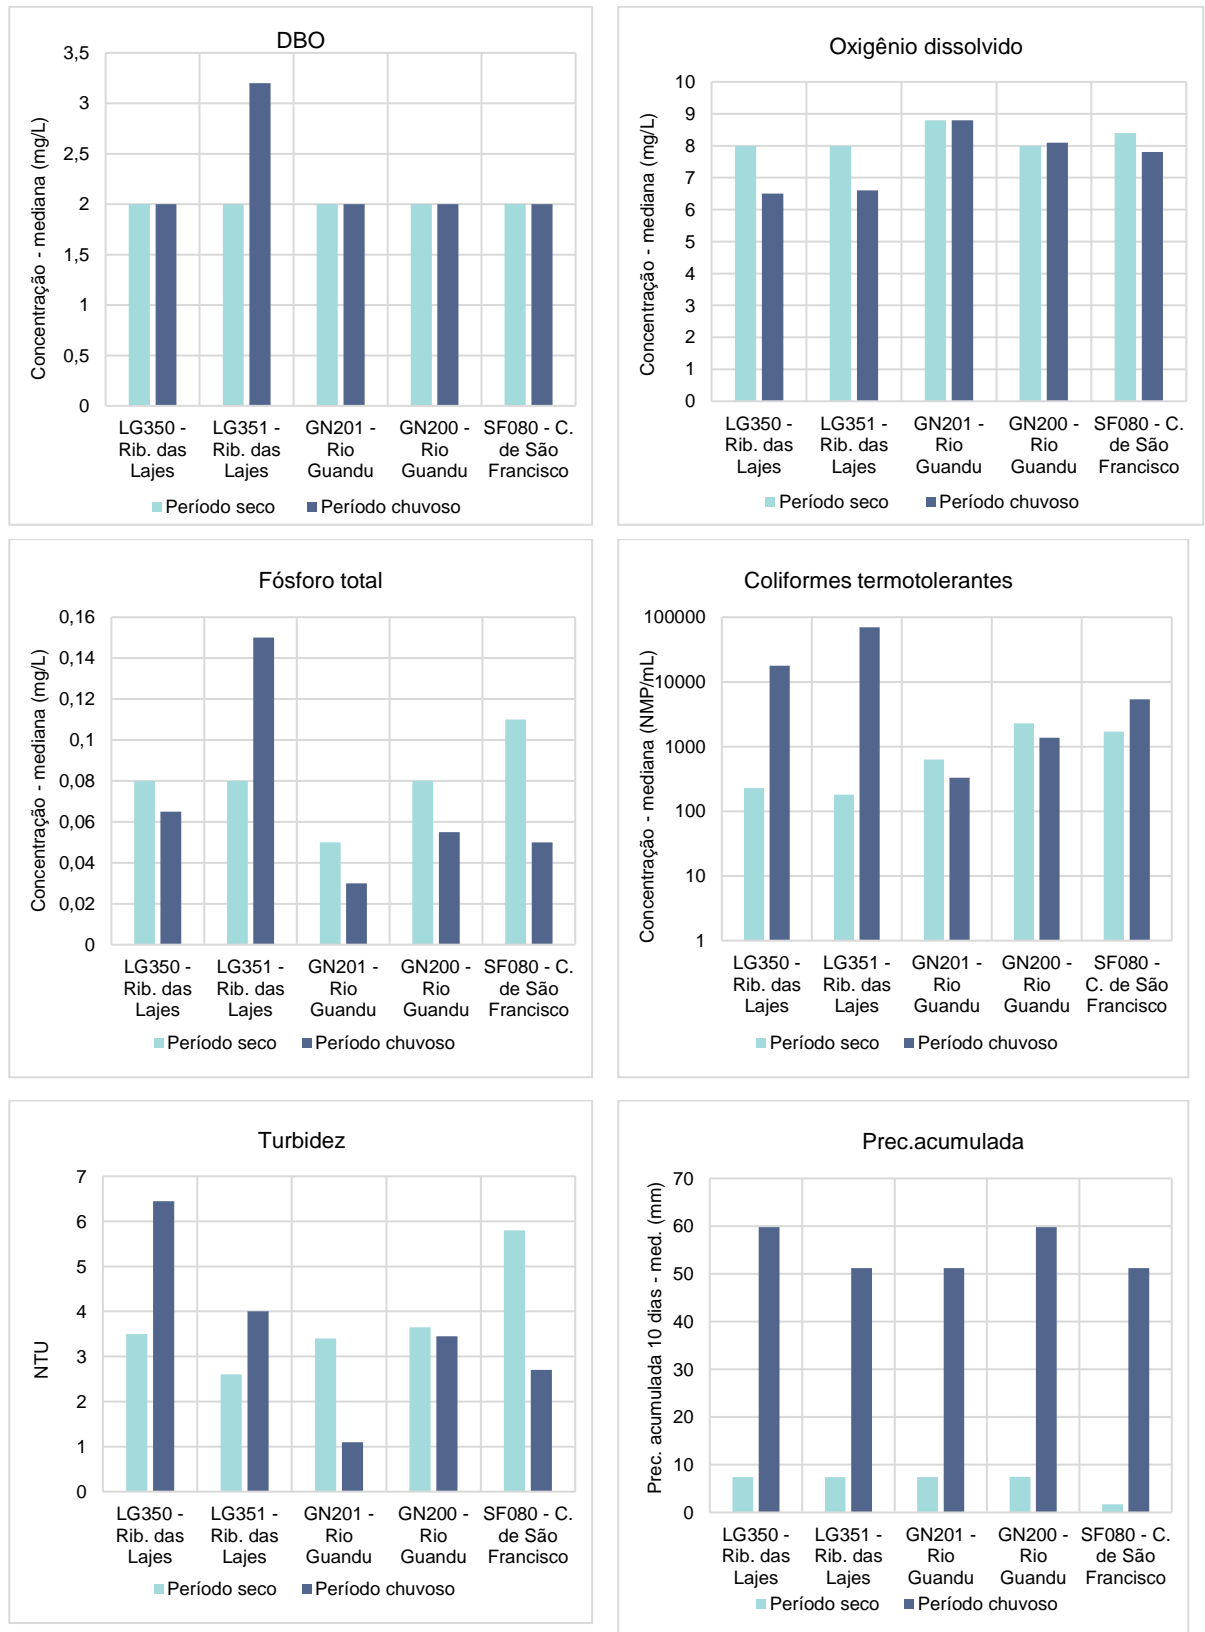 DBO
Concentração - mediana (mg/L)
3,5
3
2,5
2
1,5
1
0,5
0
LG350 - Rib. das Lajes
LG351 - Rib. das Lajes
GN201 - Rio Guandu
GN200 - Rio Guandu
SF080 - C. de São Francisco
Período seco
Período chuvoso
Oxigênio dissolvido
Concentração - mediana (mg/L)
10
9
8
7
6
5
4
3
2
1
0
LG350 - Rib. das Lajes
LG351 - Rib. das Lajes
GN201 - Rio Guandu
GN200 - Rio Guandu
SF080 - C. de São Francisco
Período seco
Período chuvoso
Fósforo total
Concentração - mediana (mg/L)
0,16
0,14
0,12
0,1
0,08
0,06
0,04
0,02
0
LG350 - Rib. das Lajes
LG351 - Rib. das Lajes
GN201 - Rio Guandu
GN200 - Rio Guandu
SF080 - C. de São Francisco
Período seco
Período chuvoso
Coliformes termotolerantes
Concentração - mediana (NMP/mL)
100000
10000
1000
100
10
1
LG350 - Rib. das Lajes
LG351 - Rib. das Lajes
GN201 - Rio Guandu
GN200 - Rio Guandu
SF080 - C. de São Francisco
Período seco
Período chuvoso
Turbidez
NTU
7
6
5
4
3
2
1
0
LG350 - Rib. das Lajes
LG351 - Rib. das Lajes
GN201 - Rio Guandu
GN200 - Rio Guandu
SF080 - C. de São Francisco
Período seco
Período chuvoso
Prec.acumulada
Prec. acumulada 10 dias - med. (mm)
70
60
50
40
30
20
10
0
LG350 - Rib. das Lajes
LG351 - Rib. das Lajes
GN201 - Rio Guandu
GN200 - Rio Guandu
SF080 - C. de São Francisco
Período seco
Período chuvoso